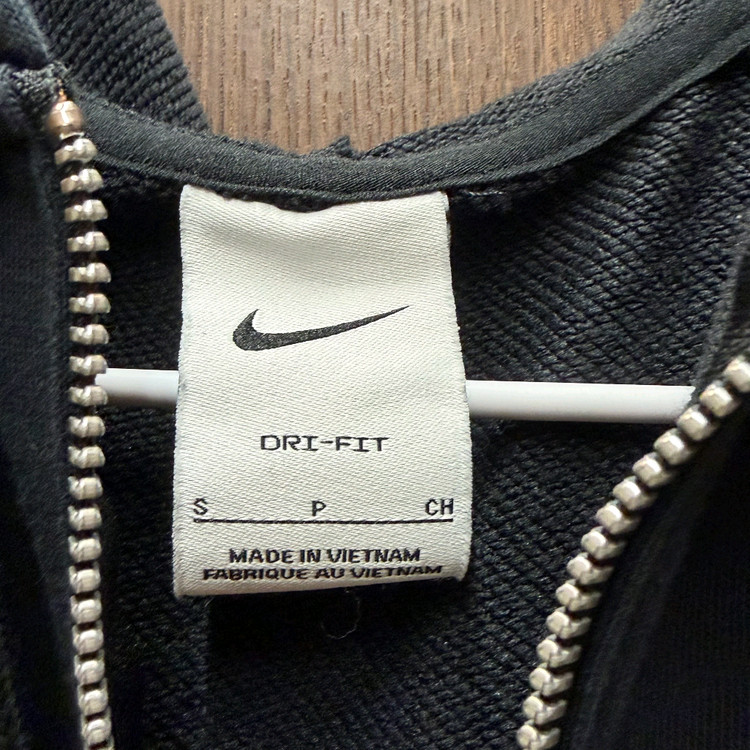 DRI-FIT
S P CH
MADE IN VIETNAM
FABRIQUE AU VIETNAM